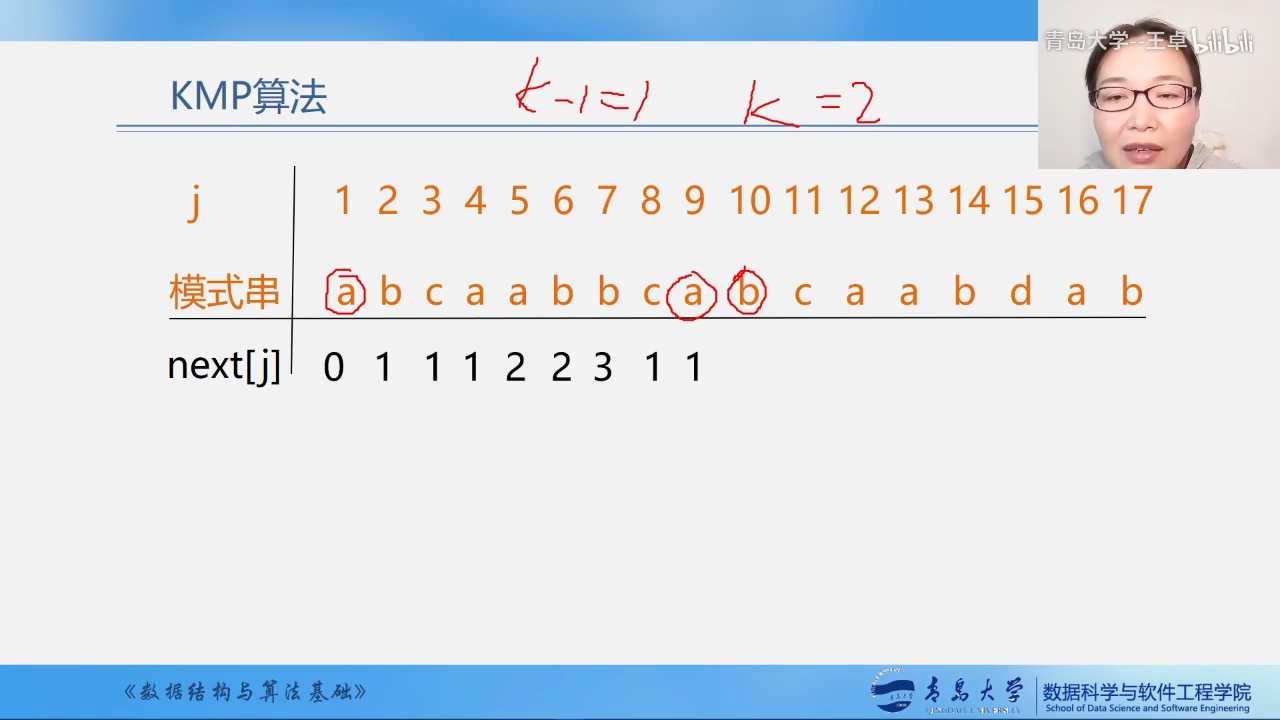 青岛大学--王卓 bilibili
KMP算法 k-1=1 k=2
j 1 2 3 4 5 6 7 8 9 10 11 12 13 14 15 16 17
模式串 a b c a a b b c a b c a a b d a b
next[j] 0 1 1 1 2 2 3 1 1
《数据结构与算法基础》 青岛大学 数据科学与软件工程学院
QINGDAO UNIVERSITY School of Data Science and Software Engineering